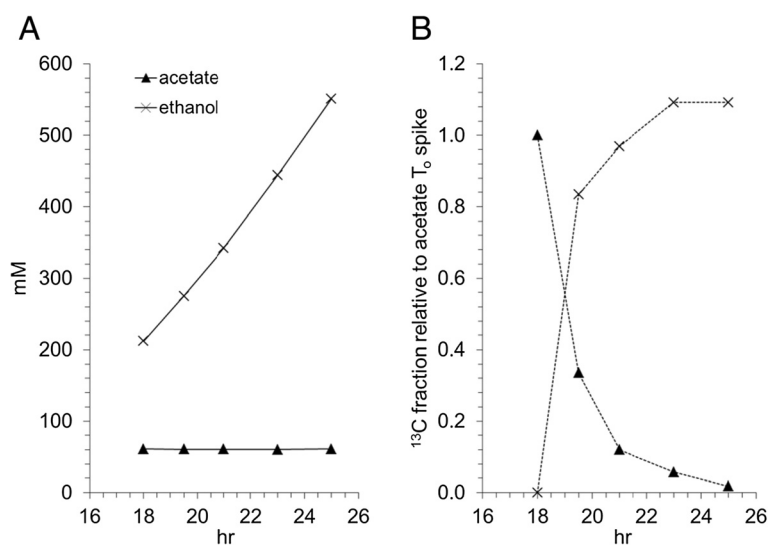 A
600
500
400
300
200
100
0
mM
acetate
ethanol
16 18 20 22 24 26
hr
B
1.2
1.0
0.8
0.6
0.4
0.2
0.0
¹³C fraction relative to acetate Tₒ spike
16 18 20 22 24 26
hr